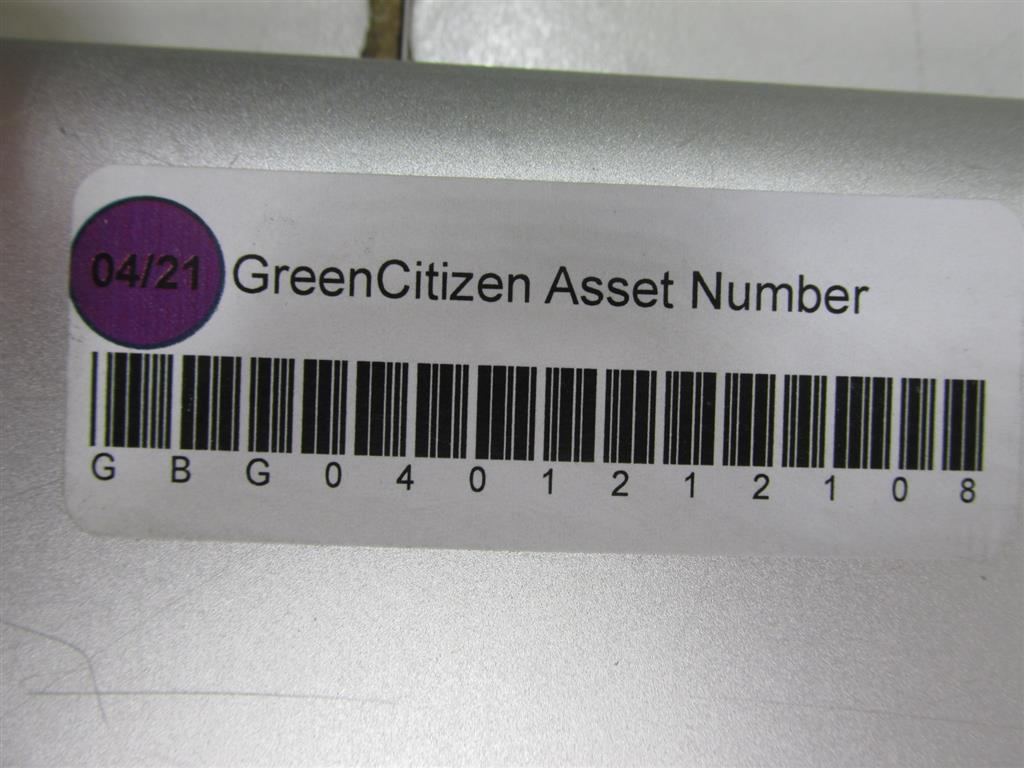 04/21 GreenCitizen Asset Number
G B G 0 4 0 1 2 1 2 1 0 8